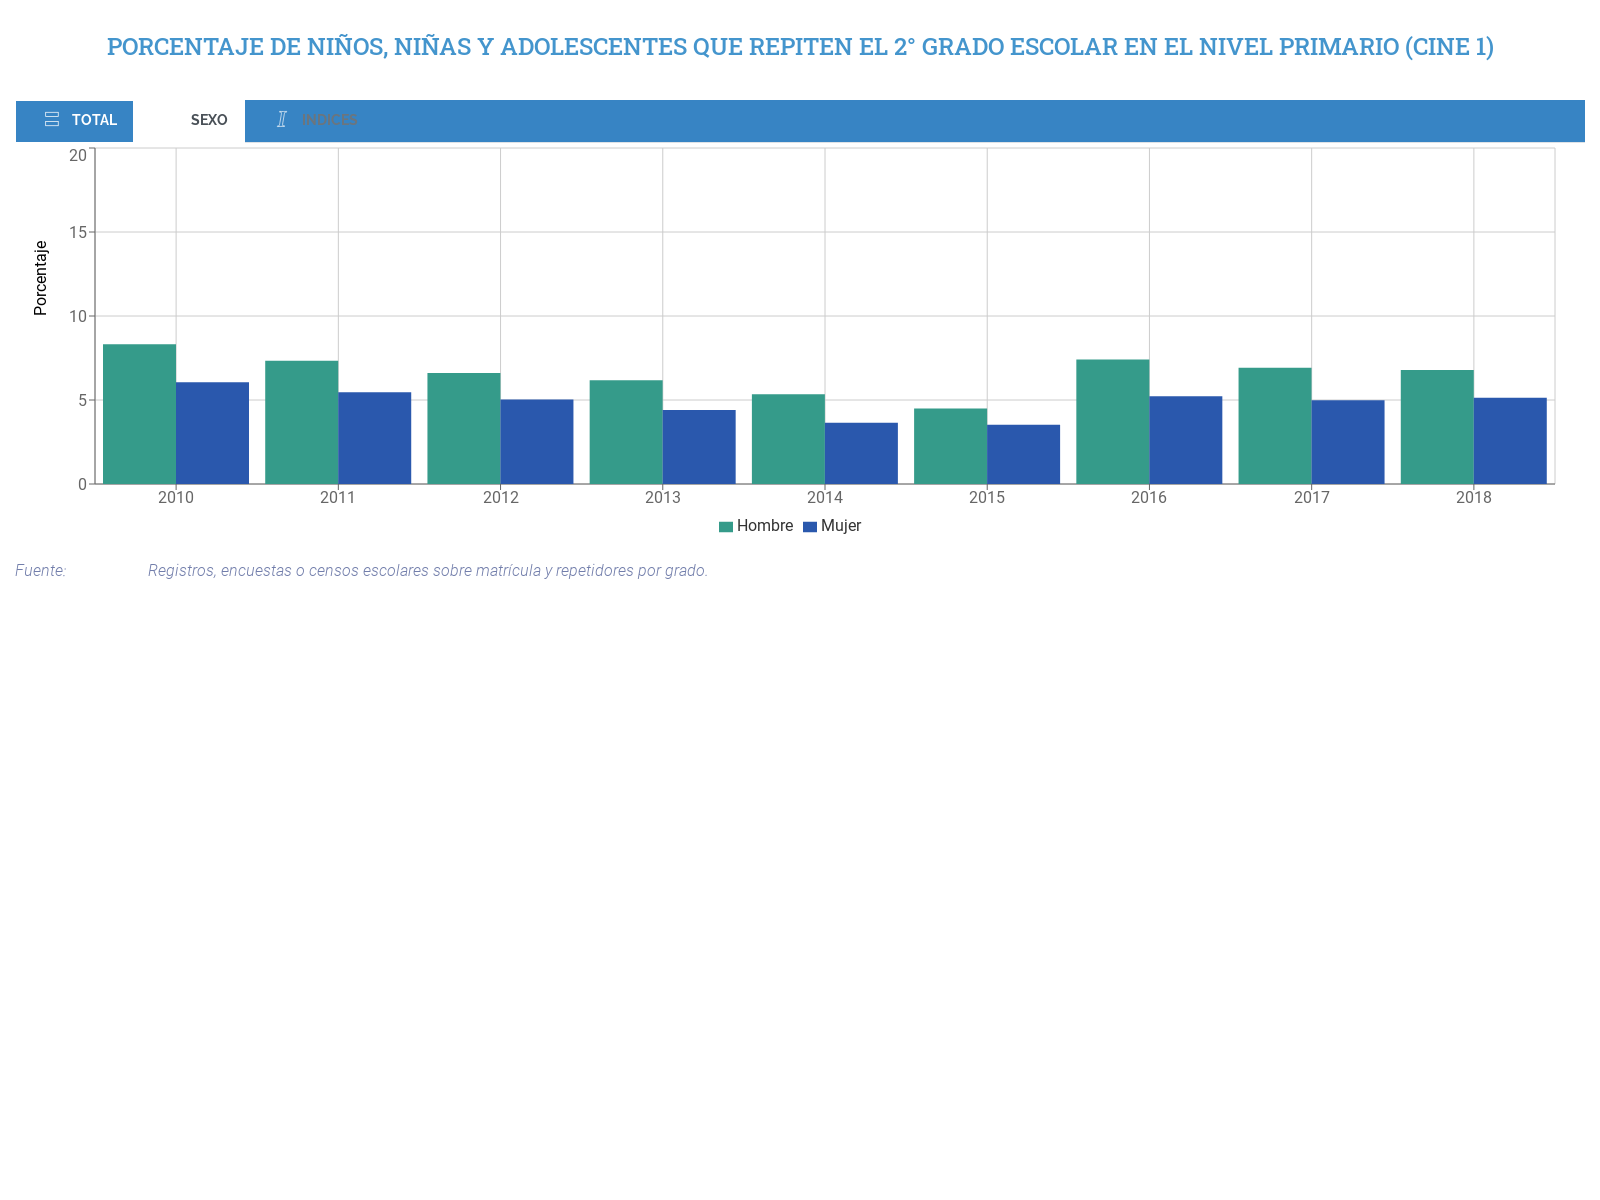 PORCENTAJE DE NIÑOS, NIÑAS Y ADOLESCENTES QUE REPITEN EL 2° GRADO ESCOLAR EN EL NIVEL PRIMARIO (CINE 1)
TOTAL SEXO INDICES
20
15
10
5
0
Porcentaje
2010 2011 2012 2013 2014 2015 2016 2017 2018
Hombre Mujer
Fuente: Registros, encuestas o censos escolares sobre matrícula y repetidores por grado.